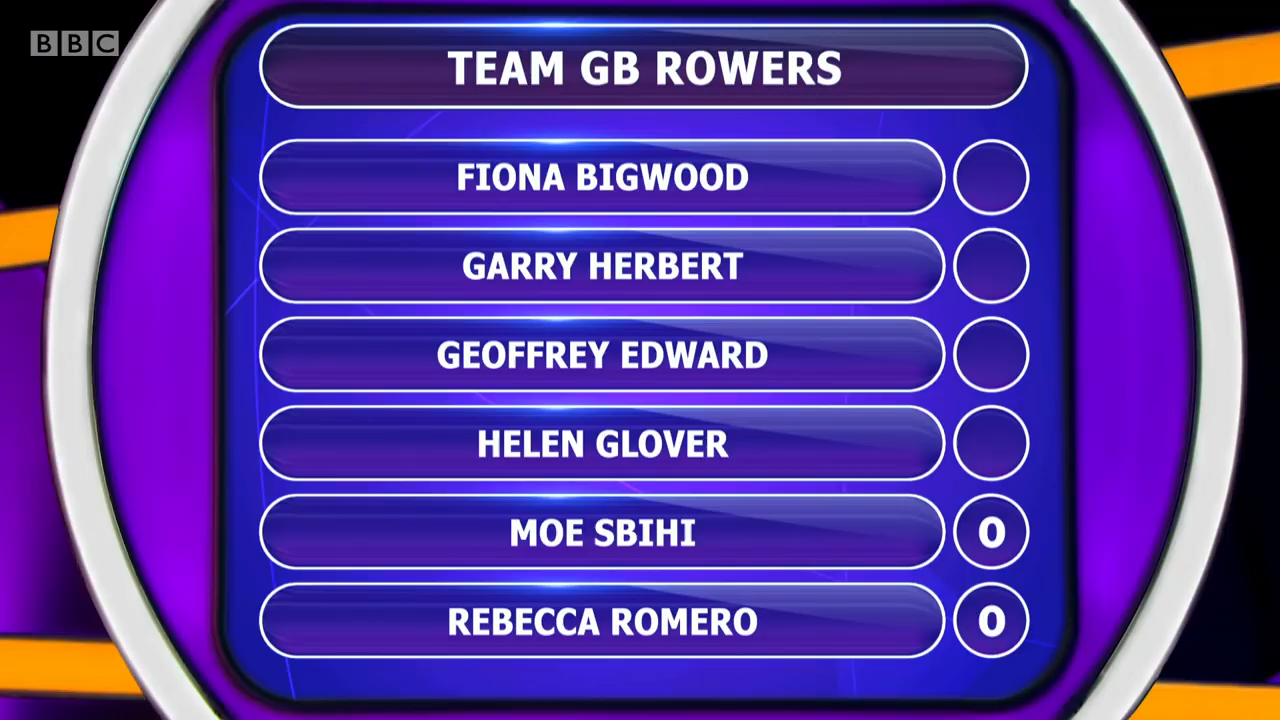 BBC
TEAM GB ROWERS
FIONA BIGWOOD
GARRY HERBERT
GEOFFREY EDWARD
HELEN GLOVER
MOE SBIHI 0
REBECCA ROMERO 0